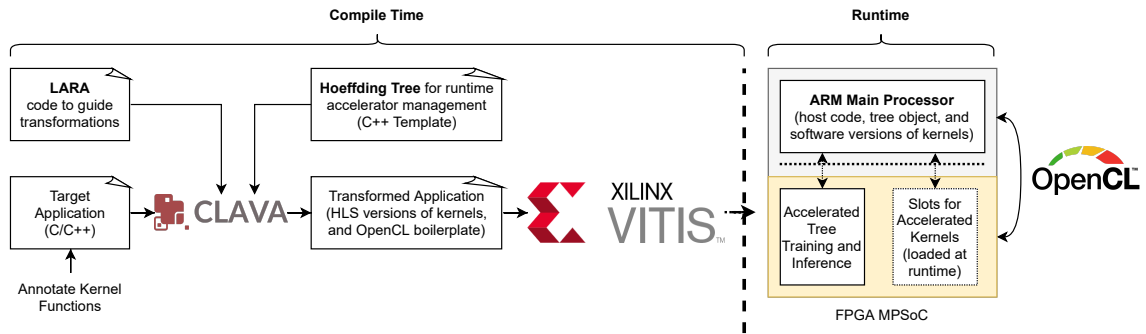 Compile Time
Runtime
LARA
code to guide
transformations
Hoeffding Tree for runtime
accelerator management
(C++ Template)
Target
Application
(C/C++)
CLAVA
Transformed Application
(HLS versions of kernels,
and OpenCL boilerplate)
XILINX
VITIS™
Annotate Kernel
Functions
ARM Main Processor
(host code, tree object, and
software versions of kernels)
Accelerated
Tree
Training and
Inference
Slots for
Accelerated
Kernels
(loaded at
runtime)
FPGA MPSoC
OpenCL™